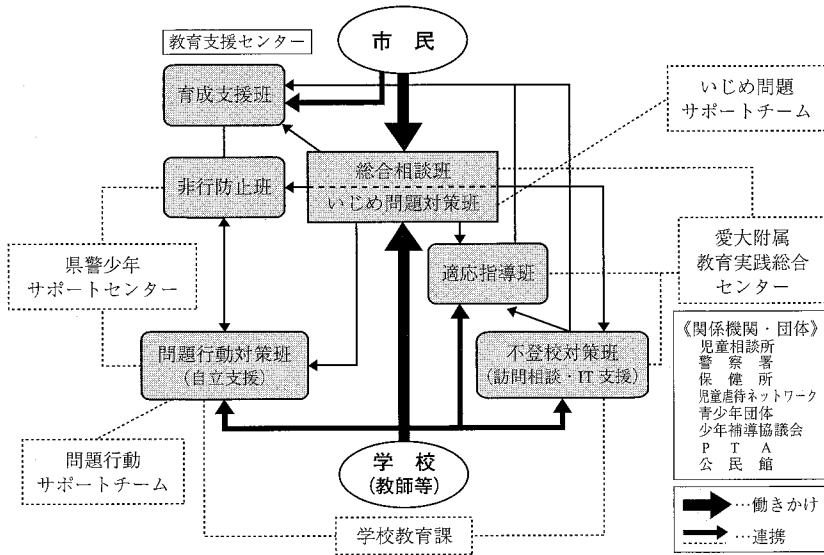 市 民
教育支援センター
育成支援班
いじめ問題
サポートチーム
総合相談班
いじめ問題対策班
非行防止班
県警少年
サポートセンター
適応指導班
愛大附属
教育実践総合
センター
問題行動対策班
(自立支援)
不登校対策班
(訪問相談・IT 支援)
《関係機関・団体》
児童相談所
警 察 署
保 健 所
児童虐待ネットワーク
青少年団体
少年補導協議会
P T A
公 民 館
問題行動
サポートチーム
学 校
(教師等)
学校教育課
…働きかけ
…連携